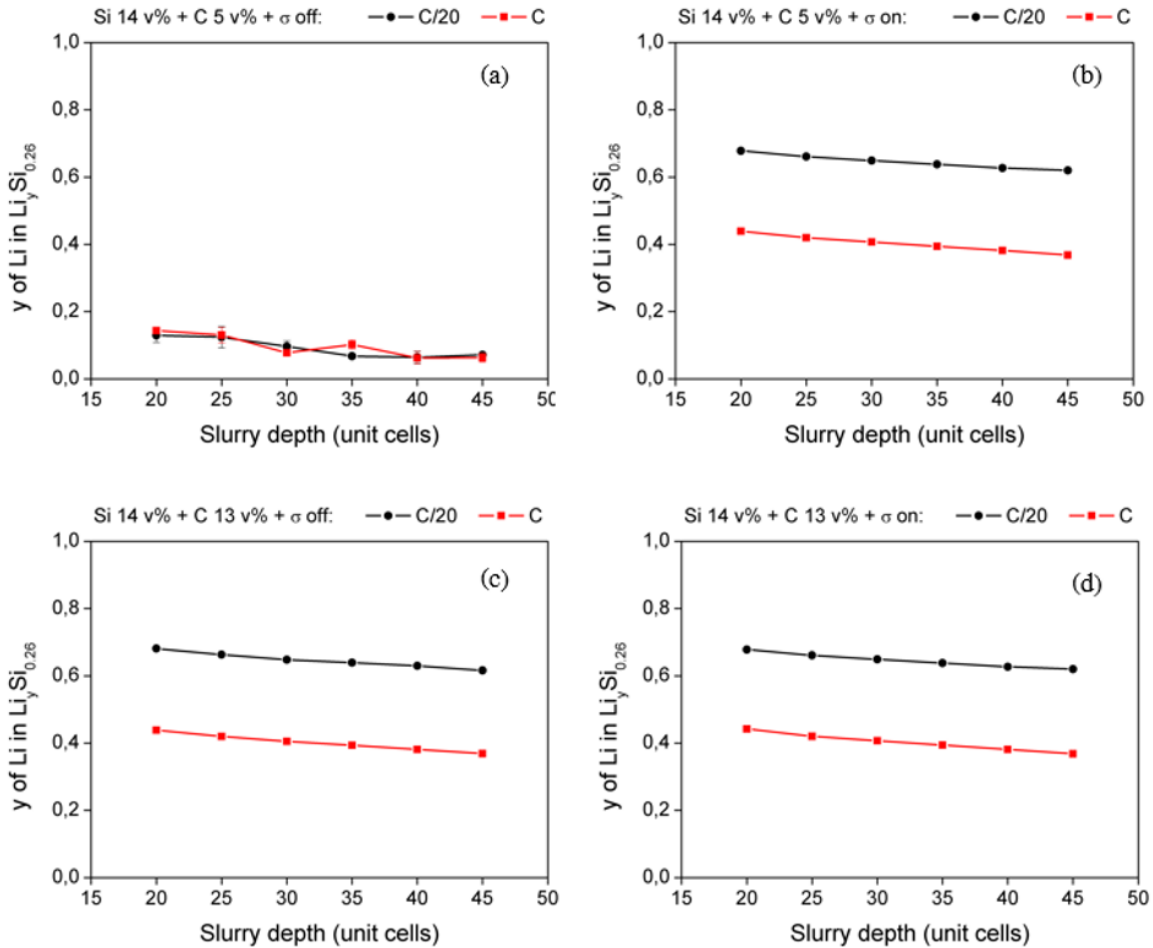 Si 14 v% + C 5 v% + σ off: C/20 C
(a)
1,0
0,8
0,6
0,4
0,2
0,0
y of Li in LiySi0.26
15 20 25 30 35 40 45 50
Slurry depth (unit cells)
Si 14 v% + C 5 v% + σ on: C/20 C
(b)
1,0
0,8
0,6
0,4
0,2
0,0
y of Li in LiySi0.26
15 20 25 30 35 40 45 50
Slurry depth (unit cells)
Si 14 v% + C 13 v% + σ off: C/20 C
(c)
1,0
0,8
0,6
0,4
0,2
0,0
y of Li in LiySi0.26
15 20 25 30 35 40 45 50
Slurry depth (unit cells)
Si 14 v% + C 13 v% + σ on: C/20 C
(d)
1,0
0,8
0,6
0,4
0,2
0,0
y of Li in LiySi0.26
15 20 25 30 35 40 45 50
Slurry depth (unit cells)